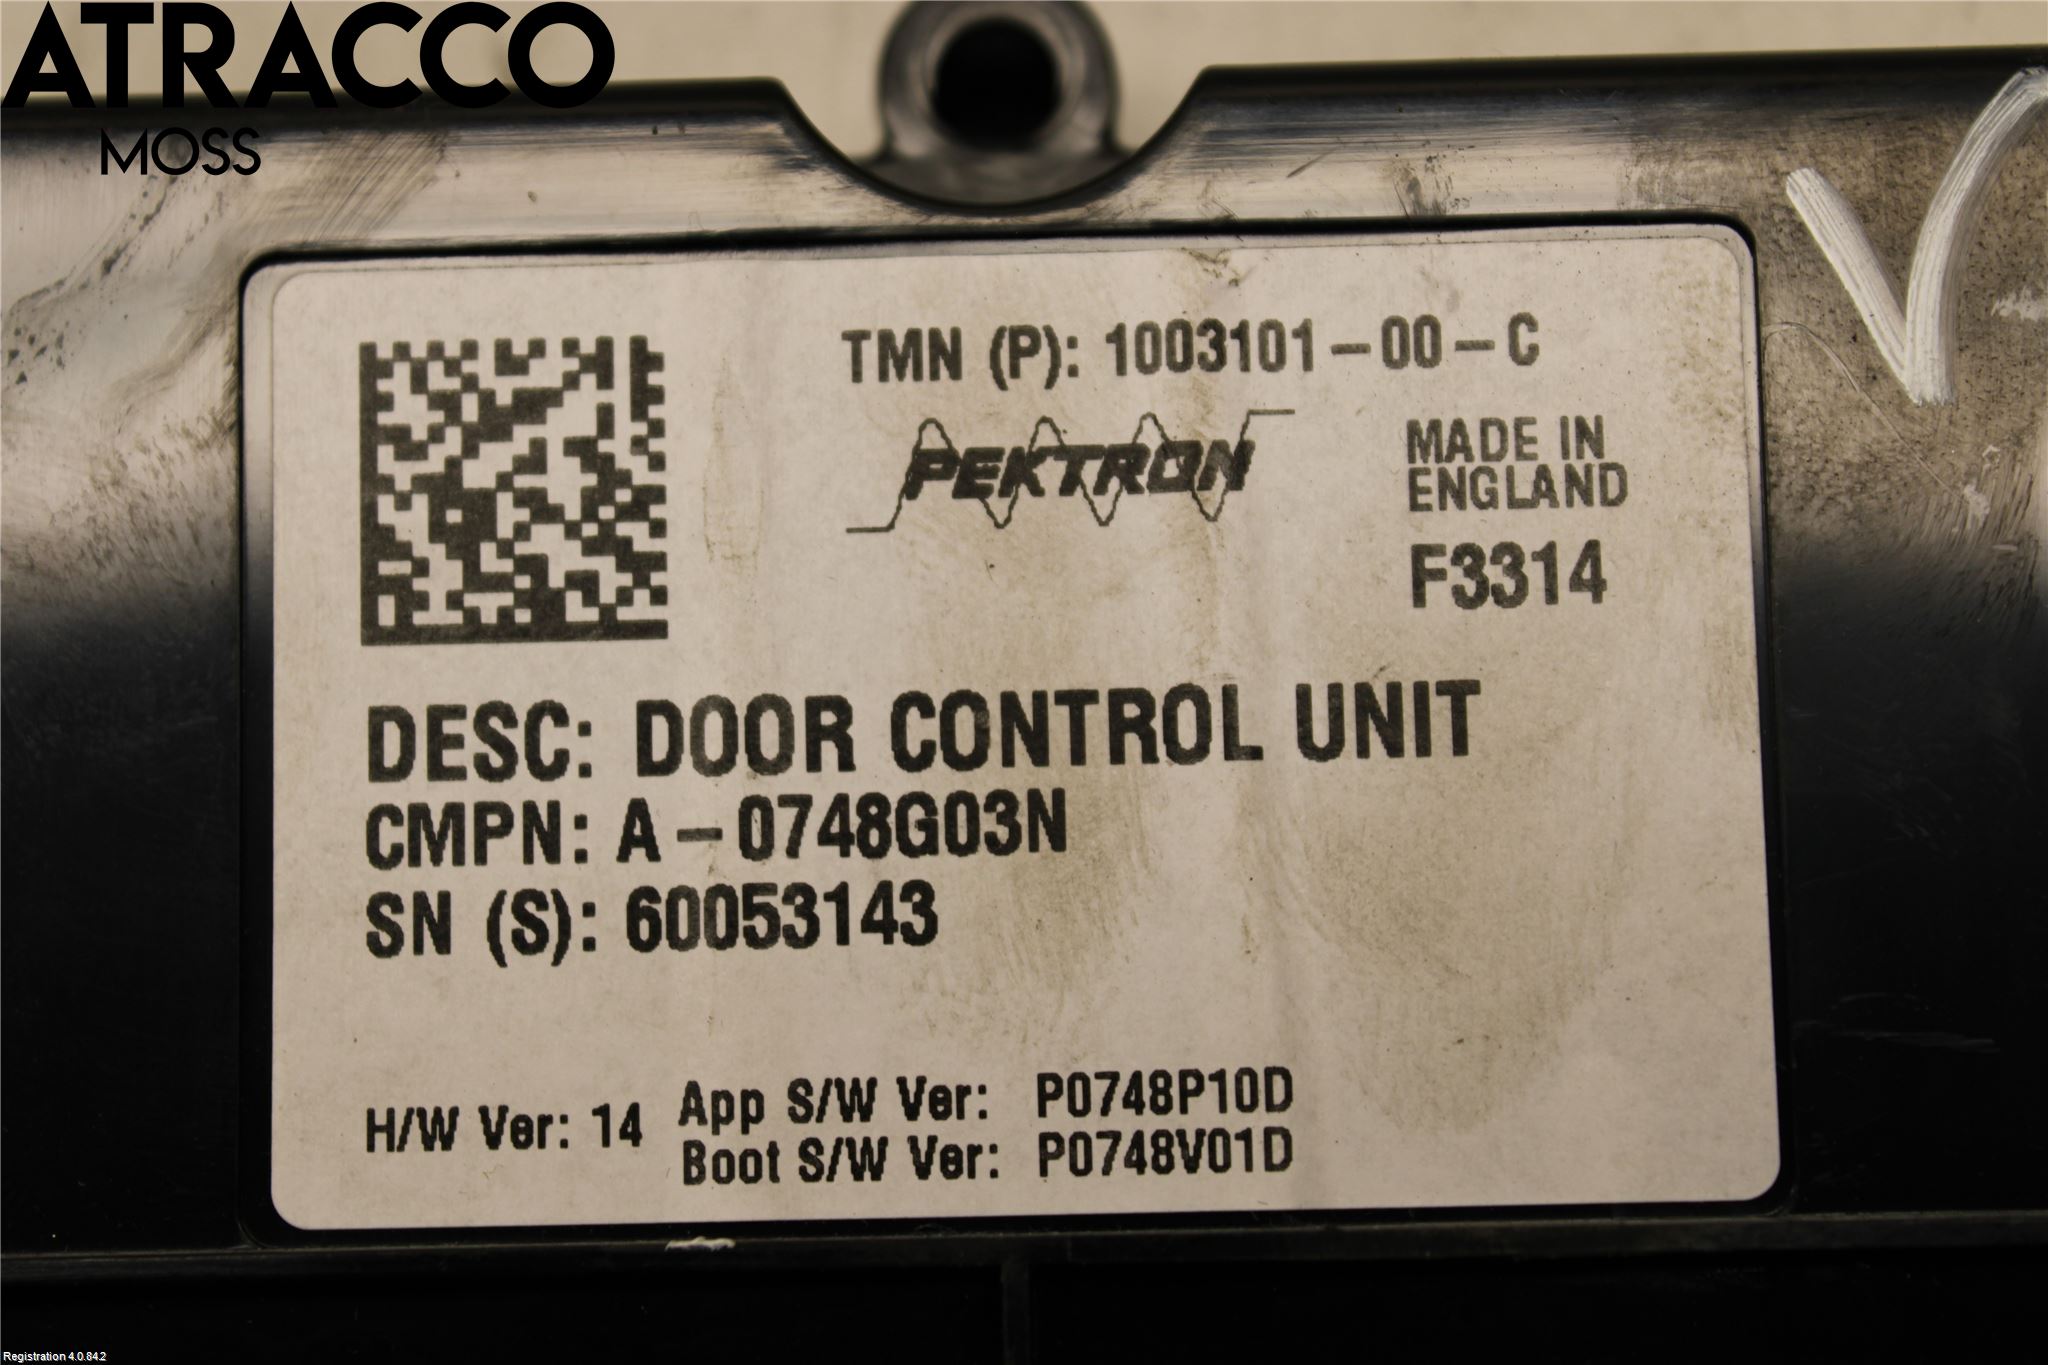 ATRACCO
MOSS
TMN (P): 1003101-00-C
PEKTRON
MADE IN
ENGLAND
F3314
DESC: DOOR CONTROL UNIT
CMPN: A-0748G03N
SN (S): 60053143
H/W Ver: 14
App S/W Ver: P0748P10D
Boot S/W Ver: P0748V01D
Registration 4.0.84.2